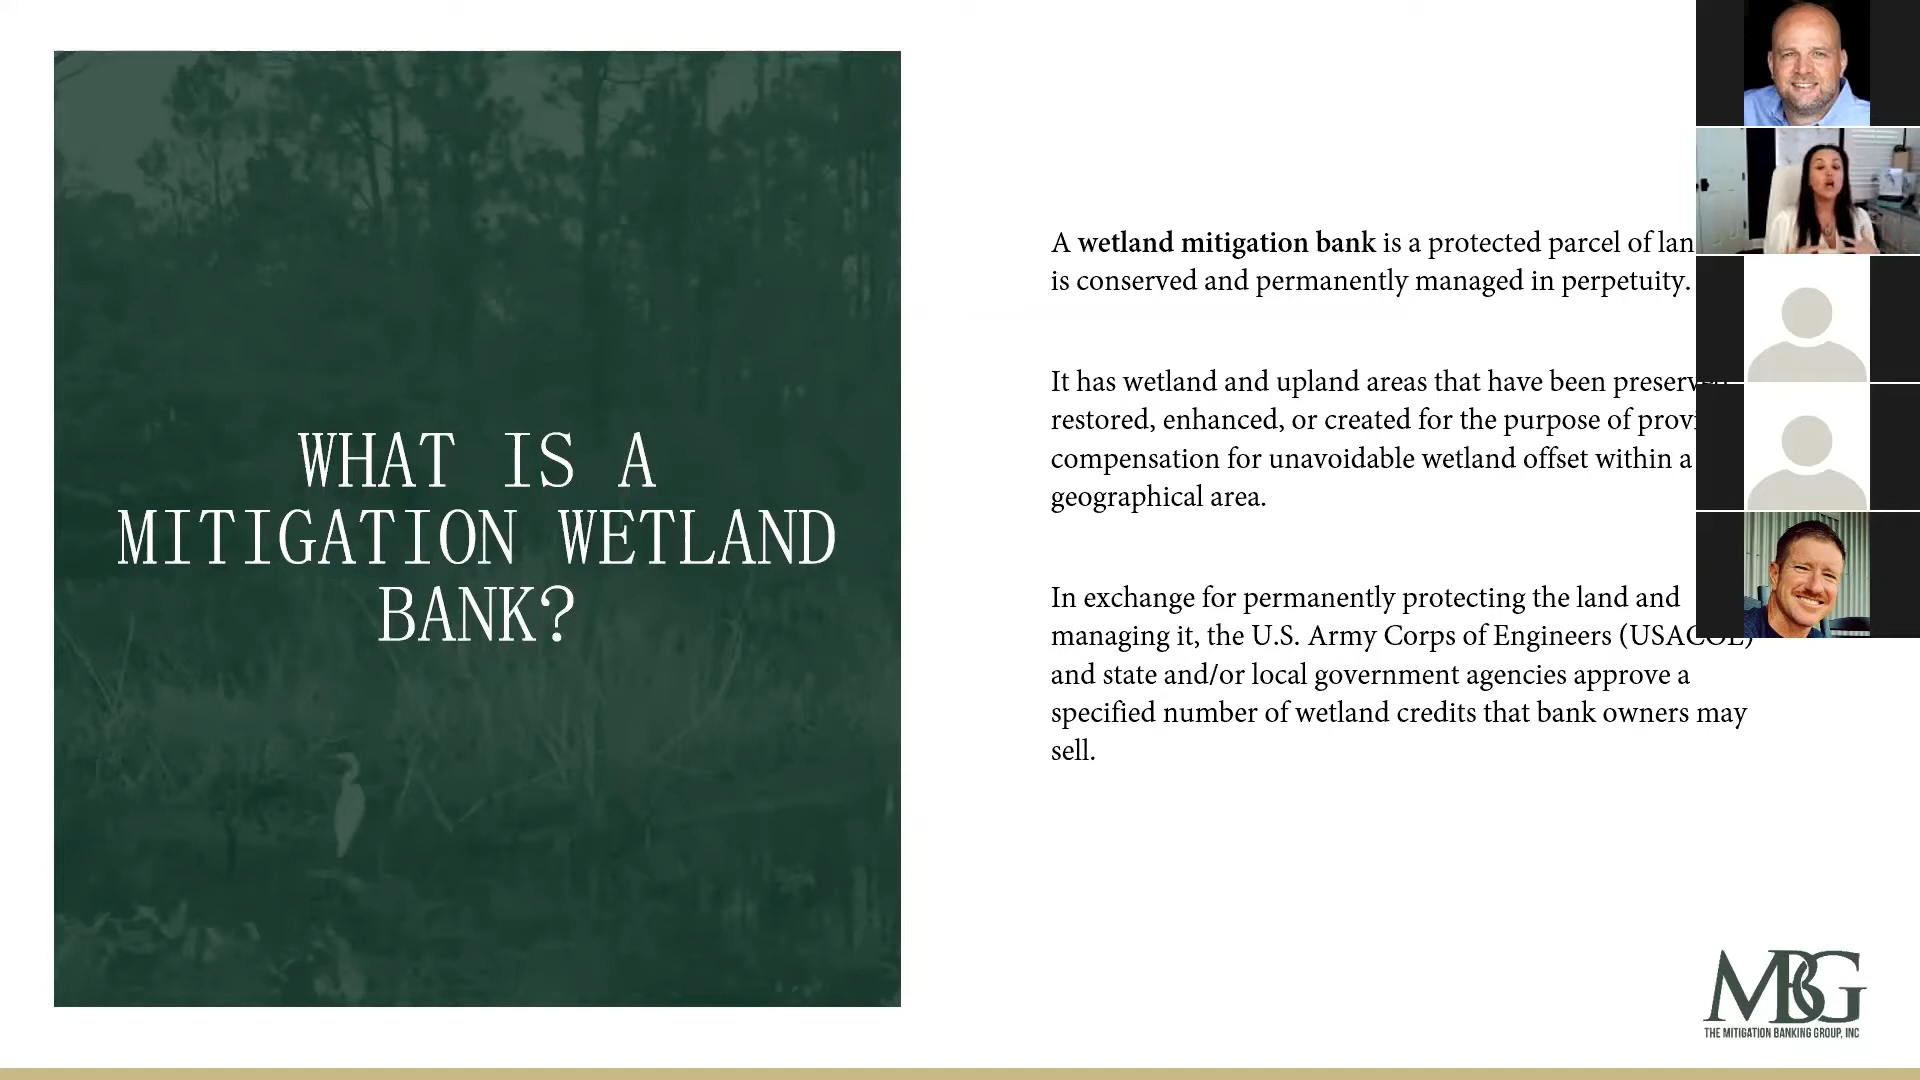 WHAT IS A
MITIGATION WETLAND
BANK?
A wetland mitigation bank is a protected parcel of
is conserved and permanently managed in perpetuity.
It has wetland and upland areas that have been
restored, enhanced, or created for the purpose of
compensation for unavoidable wetland offset within a
geographical area.
In exchange for permanently protecting the land and
managing it, the U.S. Army Corps of Engineers (USACOE)
and state and/or local government agencies approve a
specified number of wetland credits that bank owners may
sell.
MBG
THE MITIGATION BANKING GROUP, INC